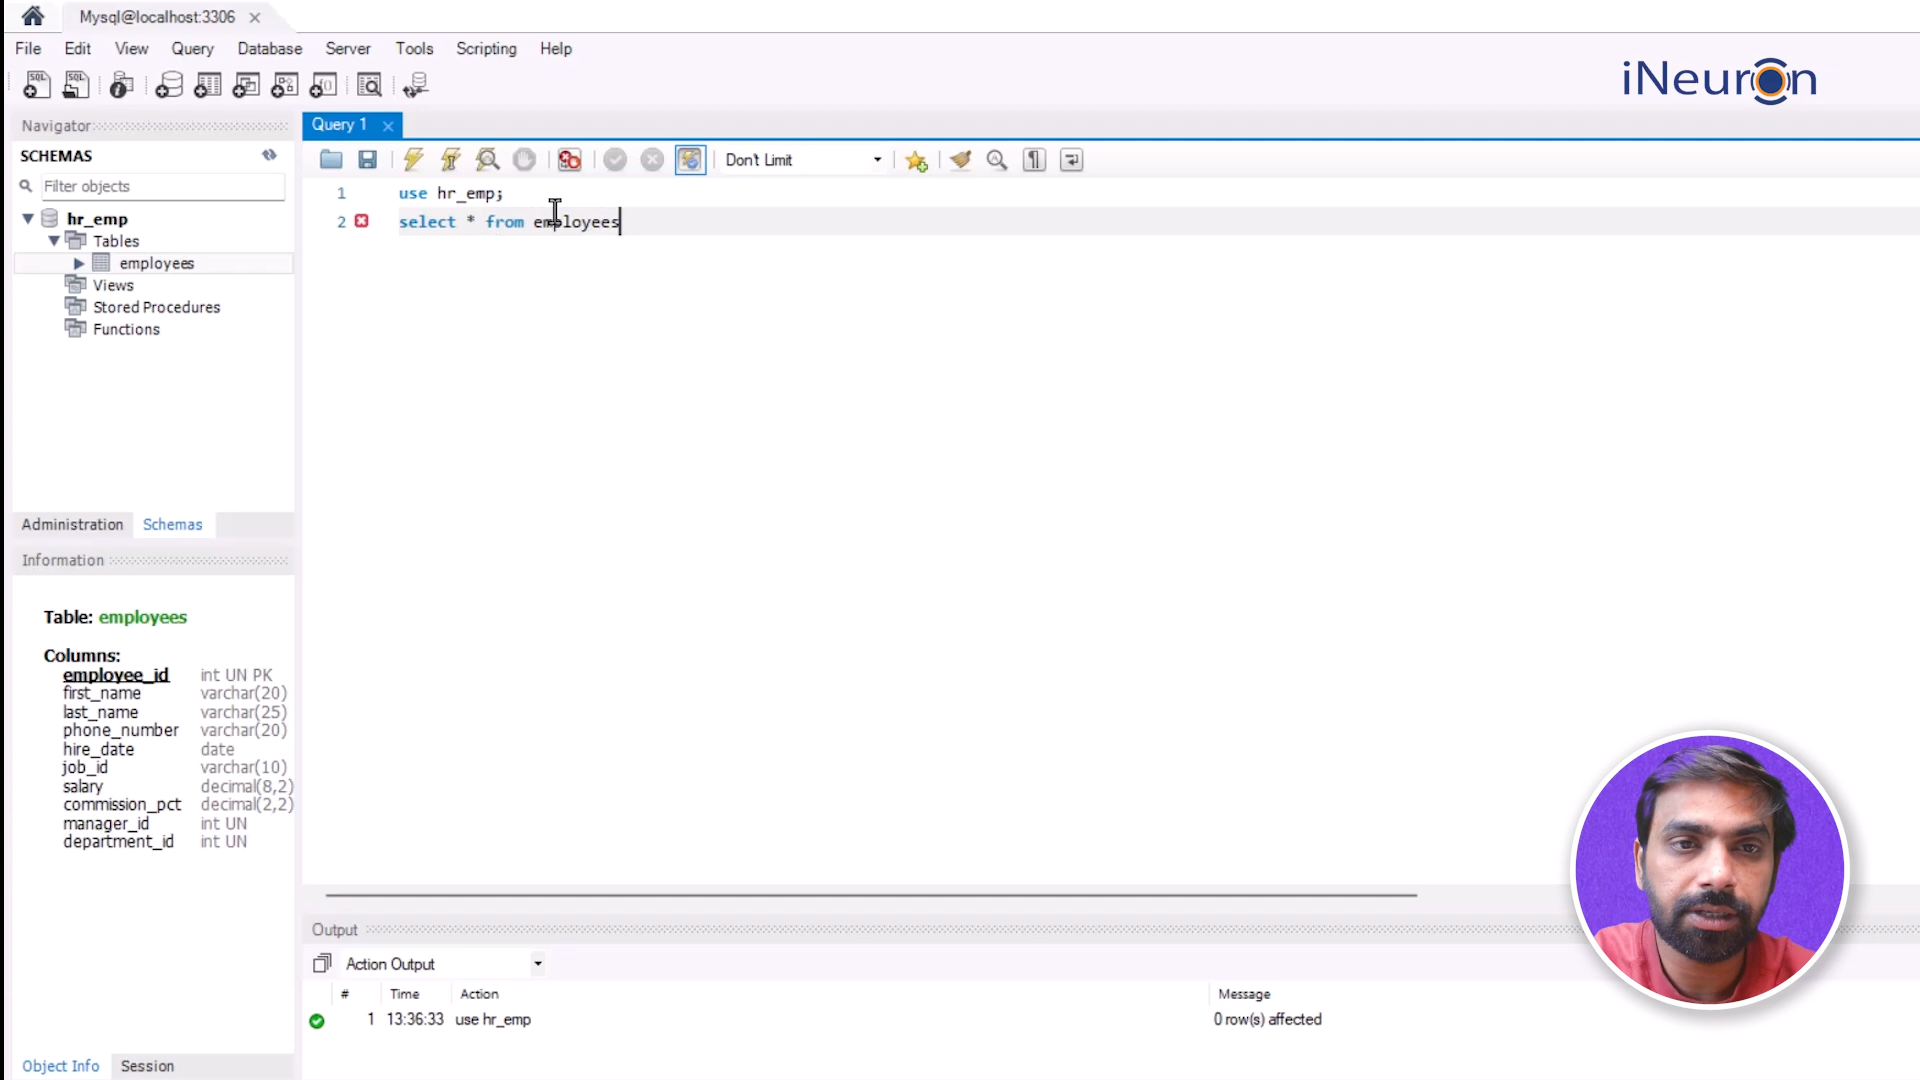 Mysql@localhost:3306
File Edit View Query Database Server Tools Scripting Help
iNeuron
Navigator
Query 1
SCHEMAS
Filter objects
Don't Limit
hr_emp
Tables
employees
Views
Stored Procedures
Functions
1 use hr_emp;
2 select * from employees
Administration Schemas
Information
Table: employees
Columns:
employee_id int UN PK
first_name varchar(20)
last_name varchar(25)
phone_number varchar(20)
hire_date date
job_id varchar(10)
salary decimal(8,2)
commission_pct decimal(2,2)
manager_id int UN
department_id int UN
Output
Action Output
# Time Action Message
1 13:36:33 use hr_emp 0 row(s) affected
Object Info Session